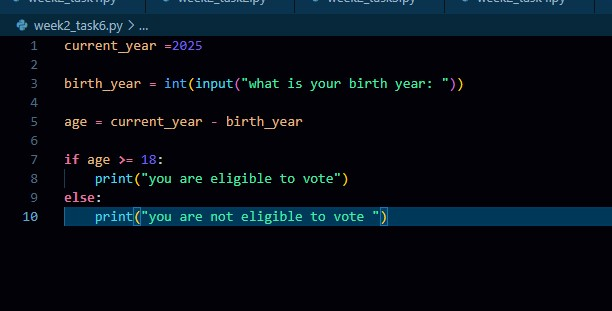 week2_task6.py > ...
1 current_year =2025
2
3 birth_year = int(input("what is your birth year: "))
4
5 age = current_year - birth_year
6
7 if age >= 18:
8     print("you are eligible to vote")
9 else:
10     print("you are not eligible to vote ")